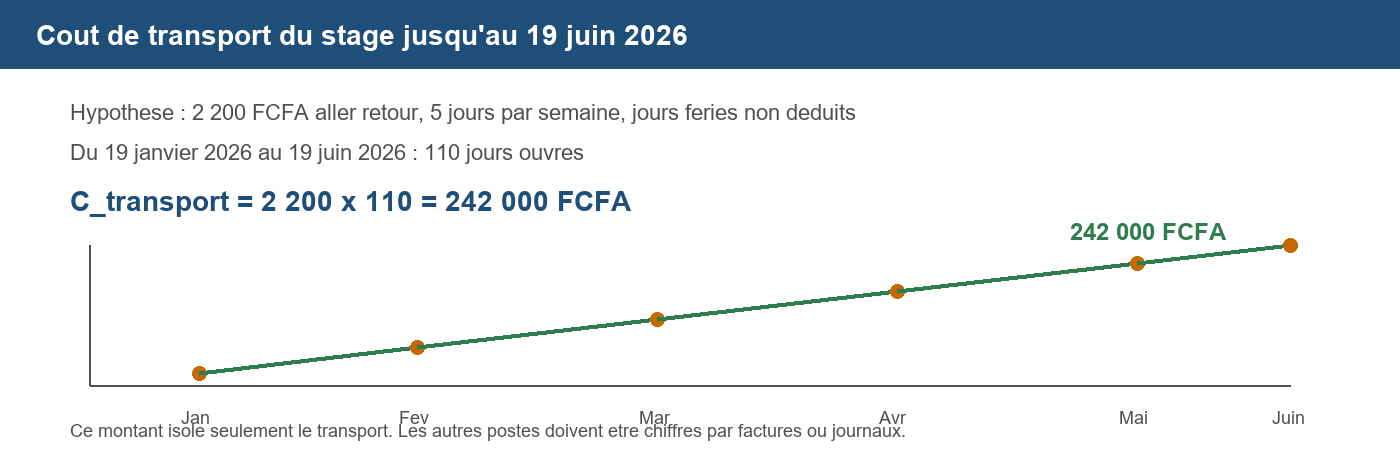 Cout de transport du stage jusqu'au 19 juin 2026
Hypothese : 2 200 FCFA aller retour, 5 jours par semaine, jours feries non deduits
Du 19 janvier 2026 au 19 juin 2026 : 110 jours ouvres
C_transport = 2 200 x 110 = 242 000 FCFA
242 000 FCFA
Jan Fev Mar Avr Mai Juin
Ce montant isole seulement le transport. Les autres postes doivent etre chiffres par factures ou journaux.